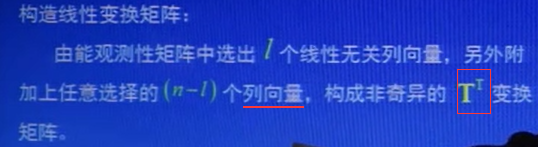 构造线性变换矩阵：
由能观测性矩阵中选出 l 个线性无关列向量，另外附
加上任意选择的 (n-l) 个列向量，构成非奇异的 T^T 变换
矩阵。